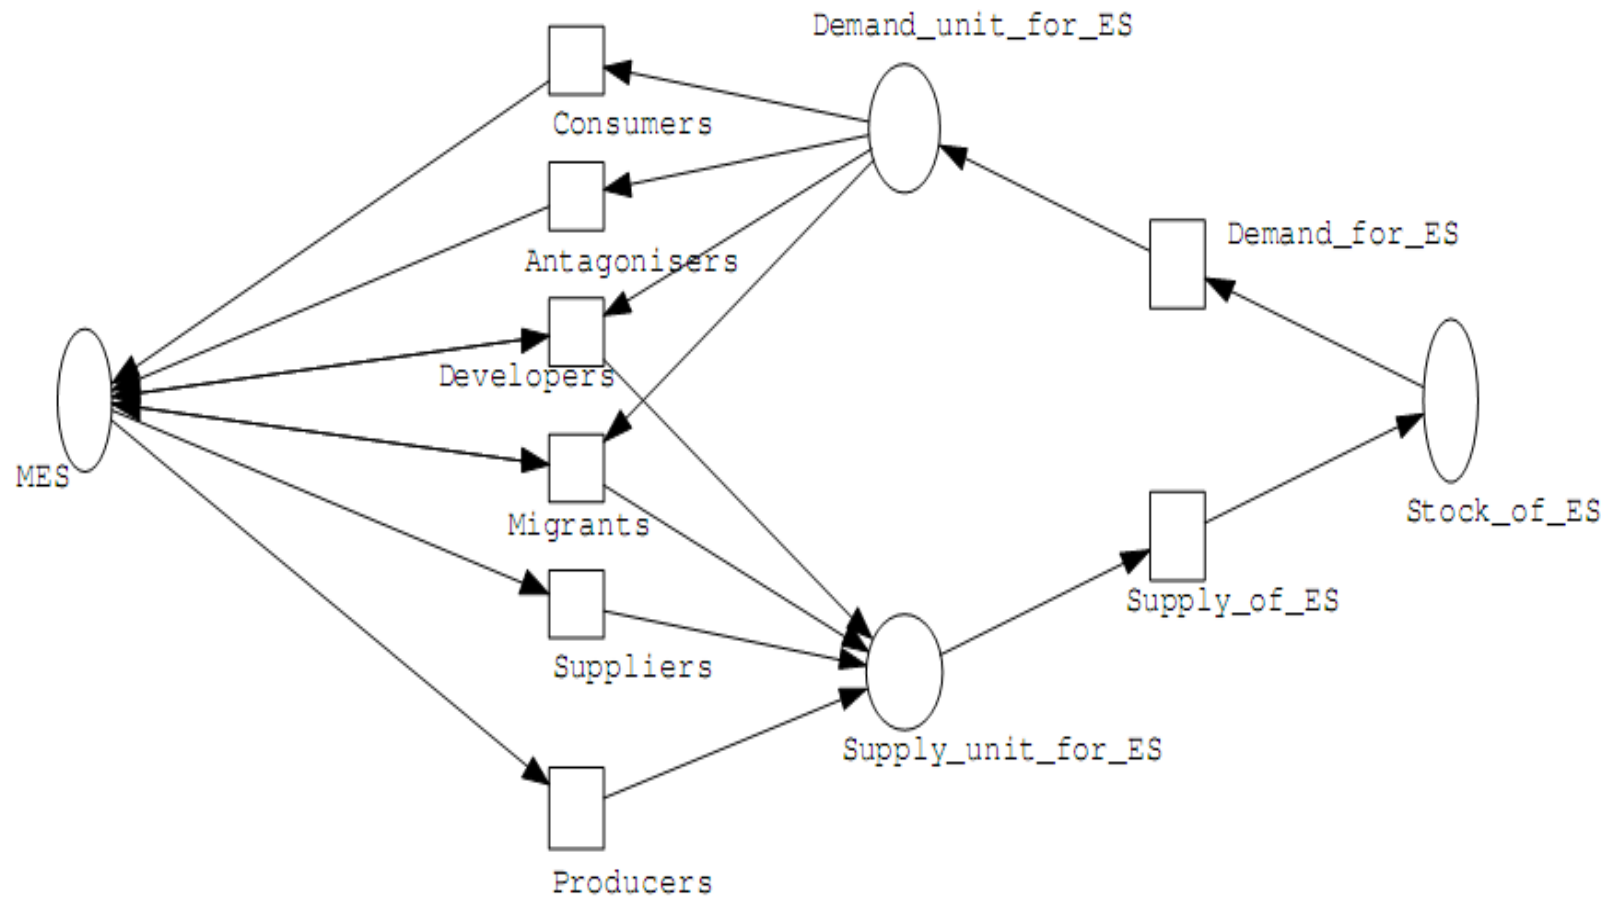 Demand_unit_for_ES
Consumers
Demand_for_ES
Antagonisers
Developers
MES
Stock_of_ES
Migrants
Supply_of_ES
Suppliers
Supply_unit_for_ES
Producers